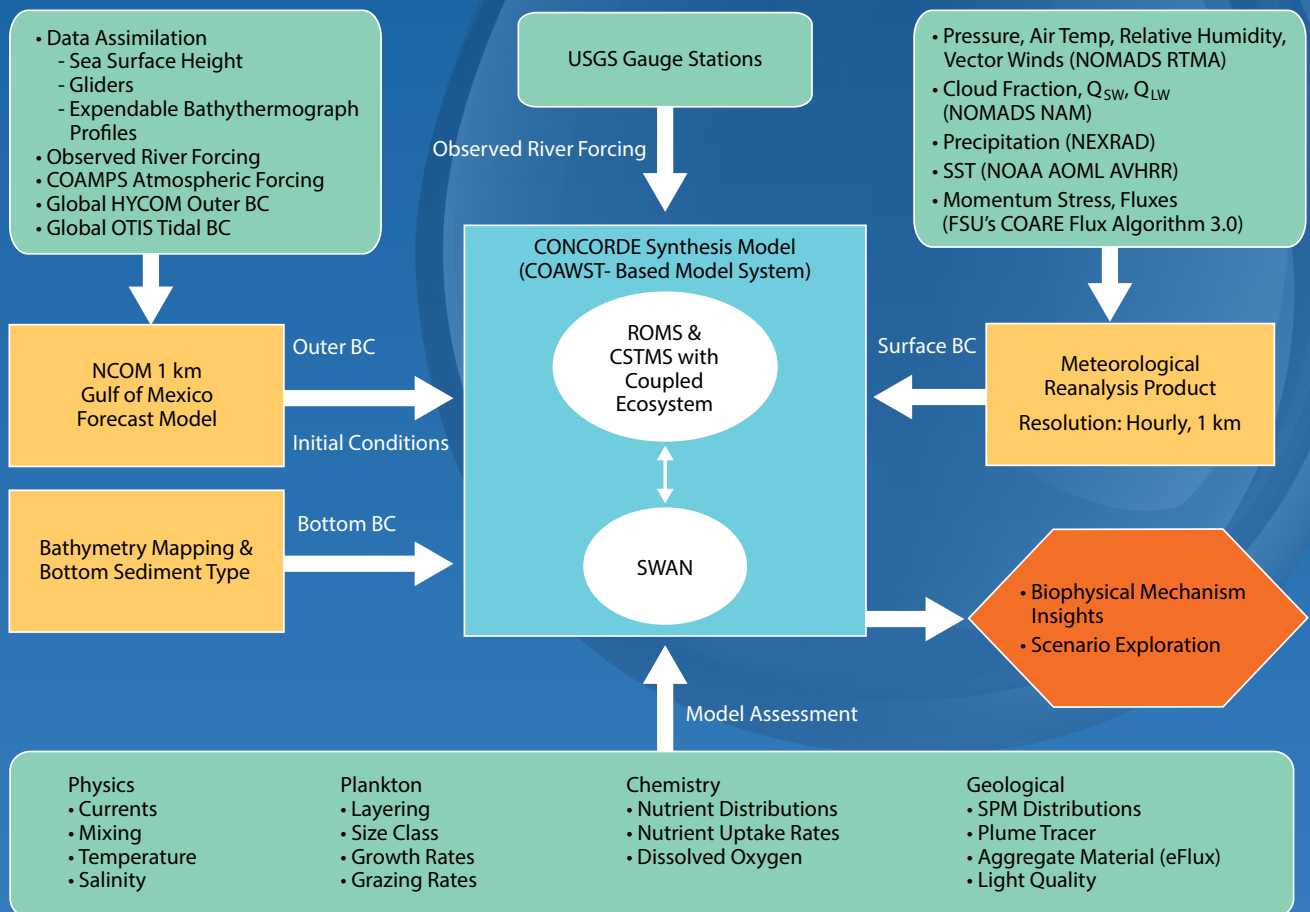 • Data Assimilation
- Sea Surface Height
- Gliders
- Expendable Bathythermograph
Profiles
• Observed River Forcing
• COAMPS Atmospheric Forcing
• Global HYCOM Outer BC
• Global OTIS Tidal BC
USGS Gauge Stations
Observed River Forcing
• Pressure, Air Temp, Relative Humidity,
Vector Winds (NOMADS RTMA)
• Cloud Fraction, QSW, QLW
(NOMADS NAM)
• Precipitation (NEXRAD)
• SST (NOAA AOML AVHRR)
• Momentum Stress, Fluxes
(FSU's COARE Flux Algorithm 3.0)
NCOM 1 km
Gulf of Mexico
Forecast Model
Outer BC
Initial Conditions
Bathymetry Mapping &
Bottom Sediment Type
Bottom BC
CONCORDE Synthesis Model
(COAWST- Based Model System)
ROMS &
CSTMS with
Coupled
Ecosystem
SWAN
Surface BC
Meteorological
Reanalysis Product
Resolution: Hourly, 1 km
• Biophysical Mechanism
Insights
• Scenario Exploration
Model Assessment
Physics
• Currents
• Mixing
• Temperature
• Salinity
Plankton
• Layering
• Size Class
• Growth Rates
• Grazing Rates
Chemistry
• Nutrient Distributions
• Nutrient Uptake Rates
• Dissolved Oxygen
Geological
• SPM Distributions
• Plume Tracer
• Aggregate Material (eFlux)
• Light Quality